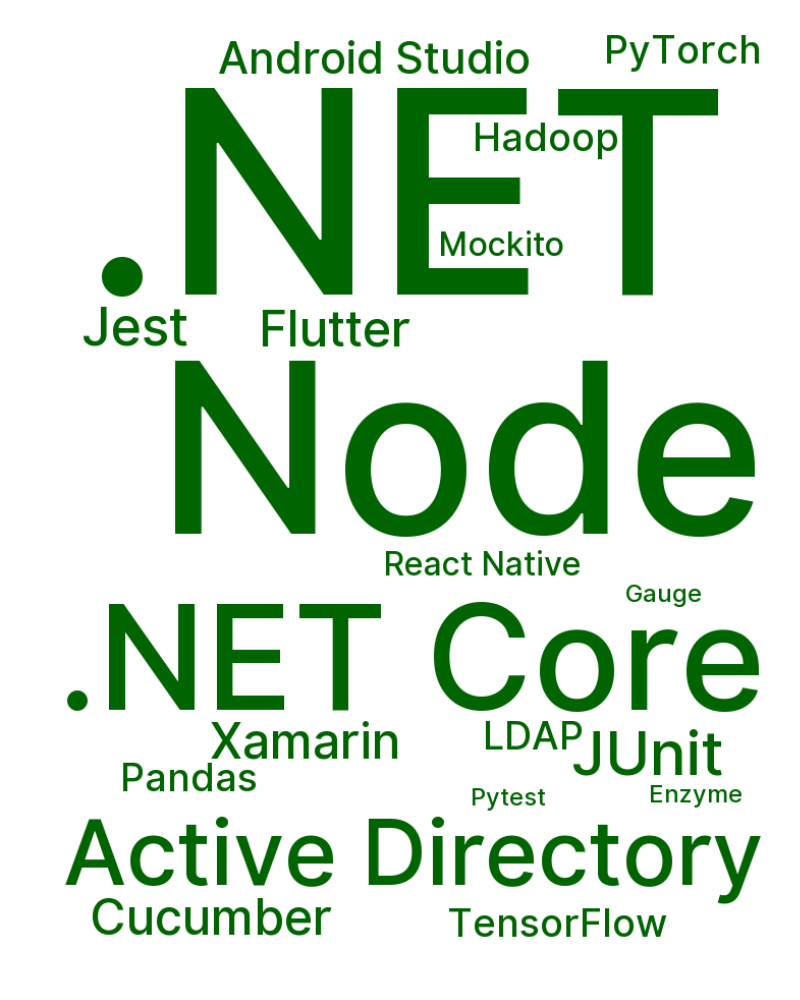 Android Studio
PyTorch
.NET
Hadoop
Mockito
Jest
Flutter
Node
React Native
Gauge
.NET Core
Xamarin
LDAP
JUnit
Pandas
Pytest
Enzyme
Active Directory
Cucumber
TensorFlow